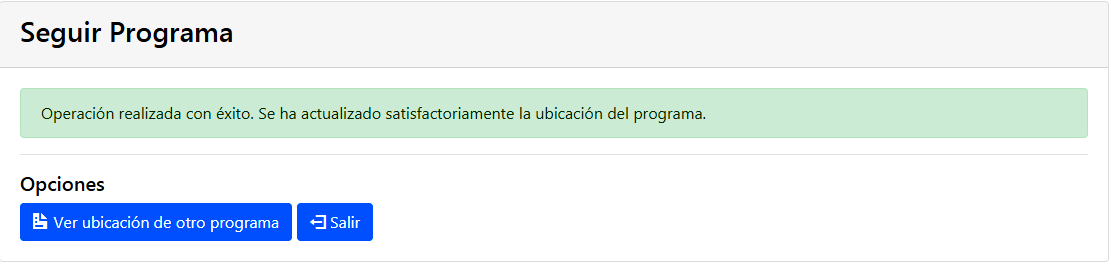 Seguir Programa
Operación realizada con éxito. Se ha actualizado satisfactoriamente la ubicación del programa.
Opciones
Ver ubicación de otro programa Salir